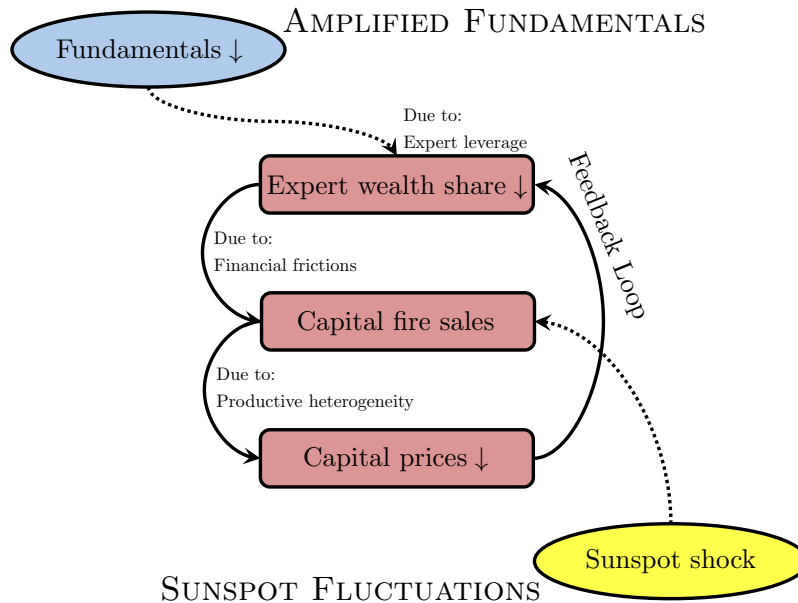 AMPLIFIED FUNDAMENTALS
Fundamentals ↓
Due to:
Expert leverage
Expert wealth share ↓
Feedback Loop
Due to:
Financial frictions
Capital fire sales
Due to:
Productive heterogeneity
Capital prices ↓
Sunspot shock
SUNSPOT FLUCTUATIONS